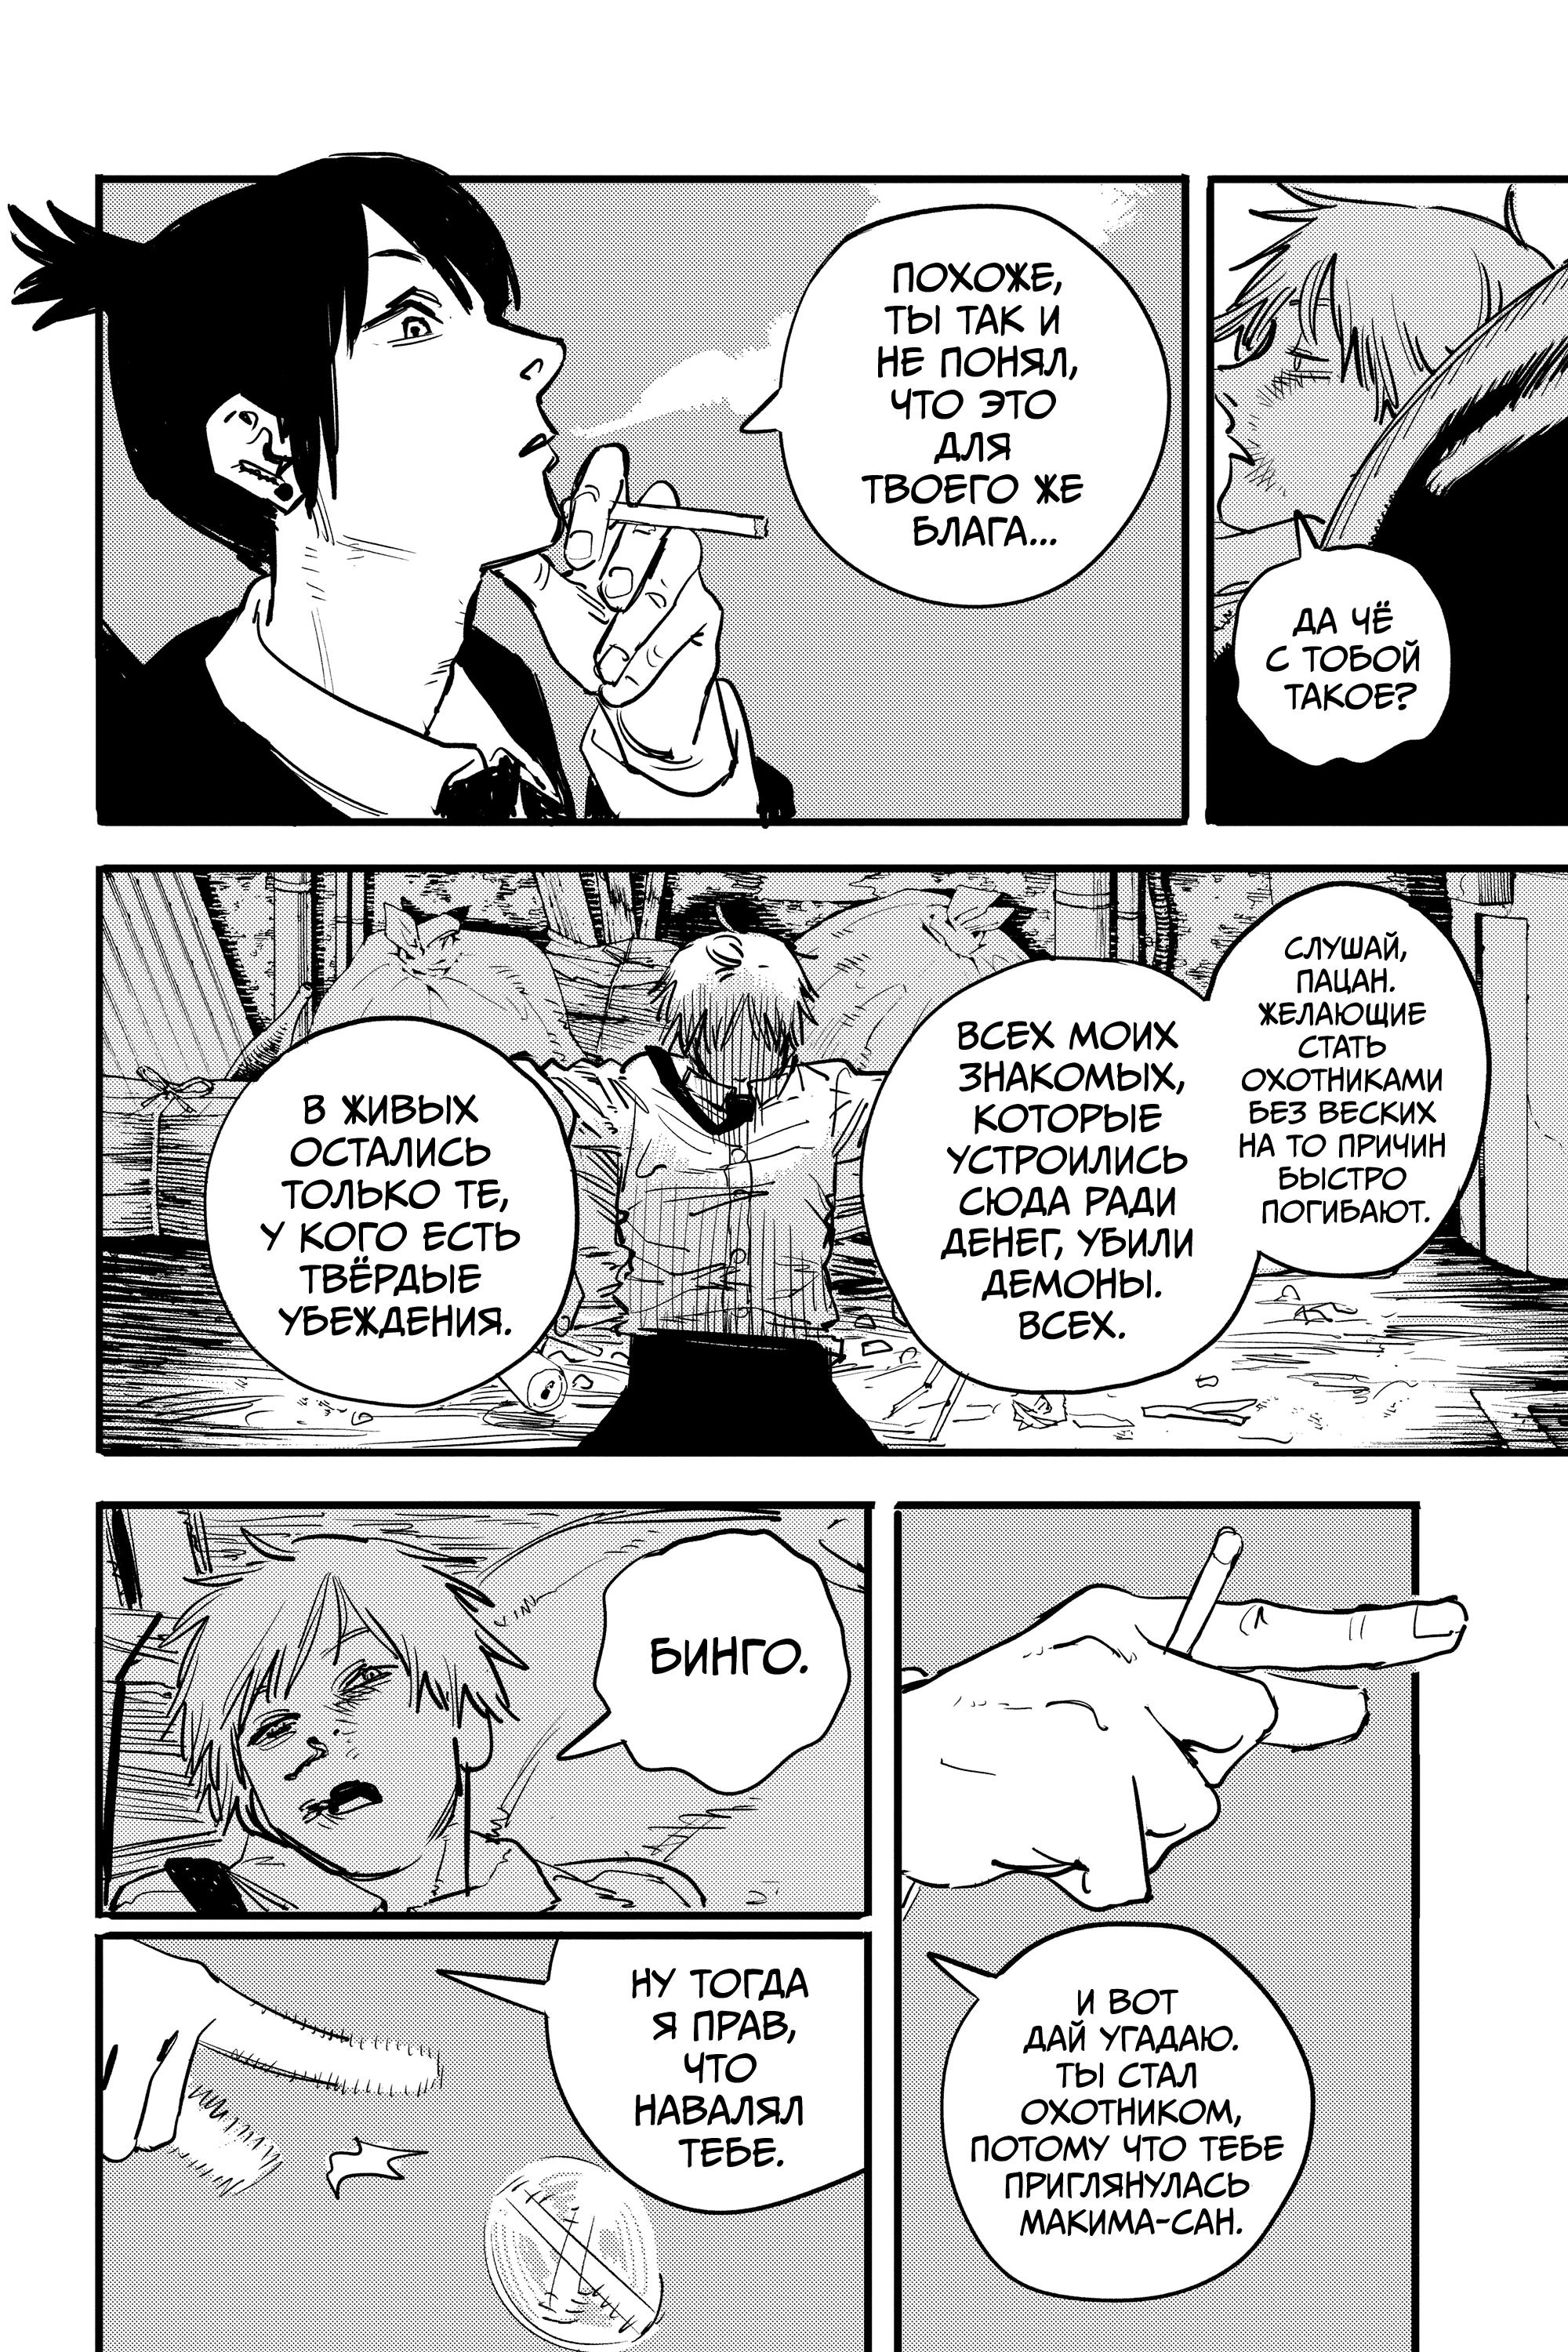 ДА ЧЁ
С ТОБОЙ
ТАКОЕ?
ПОХОЖЕ,
ТЫ ТАК И
НЕ ПОНЯЛ,
ЧТО ЭТО
ДЛЯ
ТВОЕГО ЖЕ
БЛАГА...
СЛУШАЙ,
ПАЦАН.
ЖЕЛАЮЩИЕ
СТАТЬ
ОХОТНИКАМИ
БЕЗ ВЕСКИХ
НА ТО ПРИЧИН
БЫСТРО
ПОГИБАЮТ.
ВСЕХ МОИХ
ЗНАКОМЫХ,
КОТОРЫЕ
УСТРОИЛИСЬ
СЮДА РАДИ
ДЕНЕГ, УБИЛИ
ДЕМОНЫ.
ВСЕХ.
В ЖИВЫХ
ОСТАЛИСЬ
ТОЛЬКО ТЕ,
У КОГО ЕСТЬ
ТВЁРДЫЕ
УБЕЖДЕНИЯ.
И ВОТ
ДАЙ УГАДАЮ.
ТЫ СТАЛ
ОХОТНИКОМ,
ПОТОМУ ЧТО ТЕБЕ
ПРИГЛЯНУЛАСЬ
МАКИМА-САН.
БИНГО.
НУ ТОГДА
Я ПРАВ,
ЧТО
НАВАЛЯЛ
ТЕБЕ.